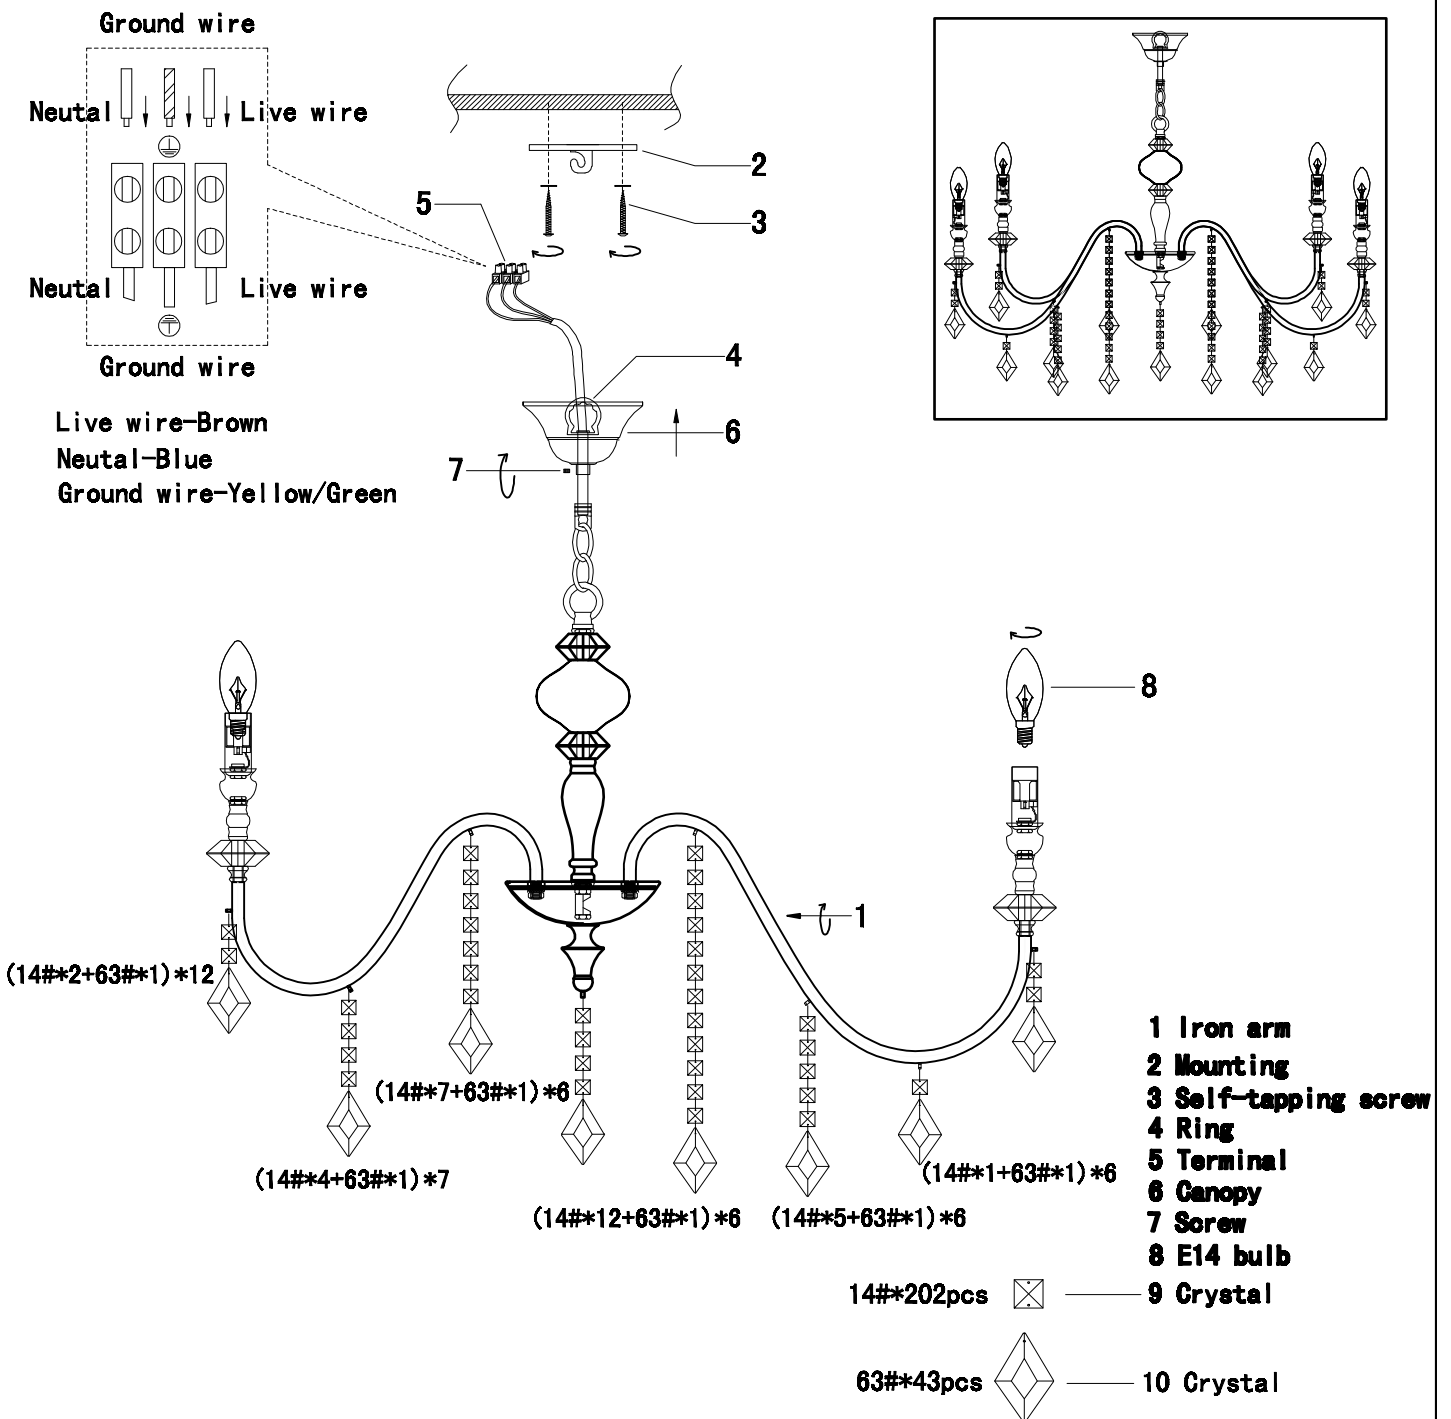 Ground wire
Neutal
Live wire
Neutal
Live wire
Ground wire
Live wire-Brown
Neutal-Blue
Ground wire-Yellow/Green
2
3
5
4
6
7
8
1
(14#*2+63#*1)*12
(14#*7+63#*1)*6
(14#*4+63#*1)*7
(14#*12+63#*1)*6
(14#*5+63#*1)*6
(14#*1+63#*1)*6
1 Iron arm
2 Mounting
3 Self-tapping screw
4 Ring
5 Terminal
6 Canopy
7 Screw
8 E14 bulb
14#*202pcs
9 Crystal
63#*43pcs
10 Crystal